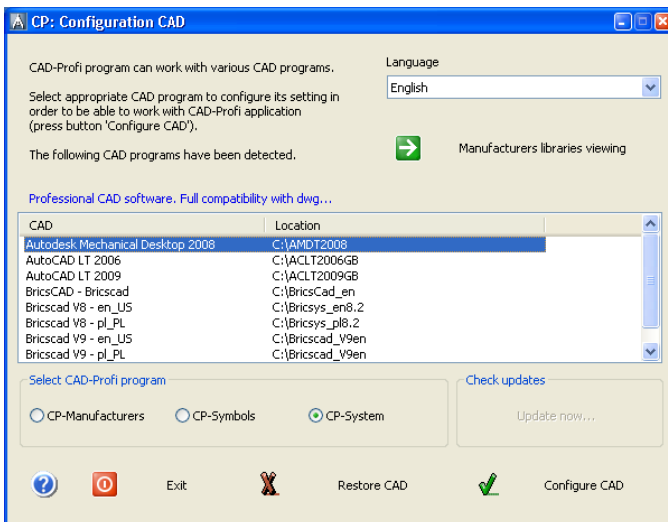 CP: Configuration CAD
CAD-Profi program can work with various CAD programs.
Select appropriate CAD program to configure its setting in
order to be able to work with CAD-Profi application
(press button 'Configure CAD').
The following CAD programs have been detected.
Language
English
Manufacturers libraries viewing
Professional CAD software. Full compatibility with dwg...
CAD Location
Autodesk Mechanical Desktop 2008 C:\AMDT2008
AutoCAD LT 2006 C:\ACLT2006GB
AutoCAD LT 2009 C:\ACLT2009GB
BricsCAD - Bricscad C:\BricsCad_en
Bricscad V8 - en_US C:\Bricsys_en8.2
Bricscad V8 - pl_PL C:\Bricsys_pl8.2
Bricscad V9 - en_US C:\Bricscad_V9en
Bricscad V9 - pl_PL C:\Bricscad_V9en
Select CAD-Profi program
CP-Manufacturers CP-Symbols CP-System
Check updates
Update now...
Exit Restore CAD Configure CAD